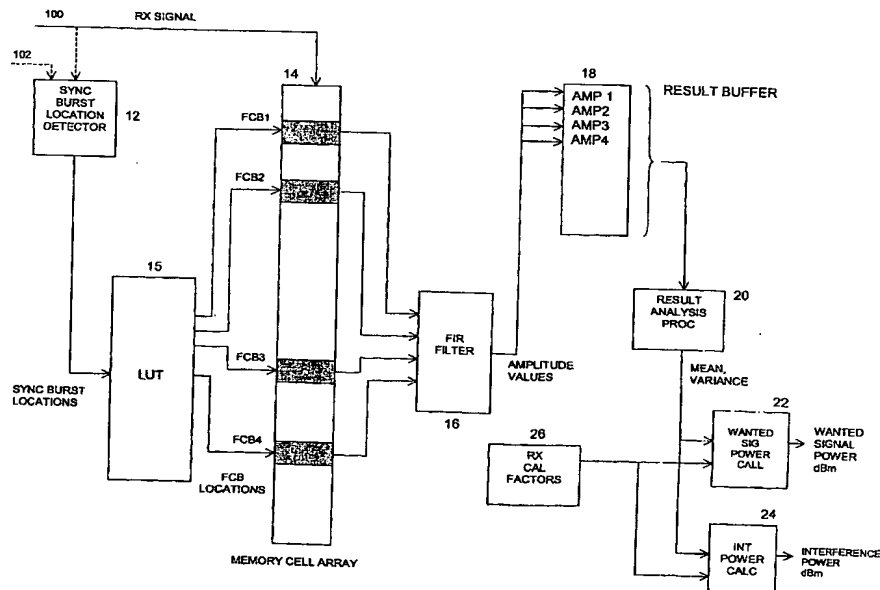 100
RX SIGNAL
102
SYNC
BURST
LOCATION
DETECTOR
12
14
18
AMP 1
AMP2
AMP3
AMP4
RESULT BUFFER
FCB1
FCB2
15
LUT
SYNC BURST
LOCATIONS
FCB3
FCB4
FCB
LOCATIONS
MEMORY CELL ARRAY
FIR
FILTER
16
AMPLITUDE
VALUES
20
RESULT
ANALYSIS
PROC
MEAN,
VARIANCE
26
RX
CAL
FACTORS
22
WANTED
SIG
POWER
CALL
WANTED
SIGNAL
POWER
dBm
24
INT
POWER
CALC
INTERFERENCE
POWER
dBm